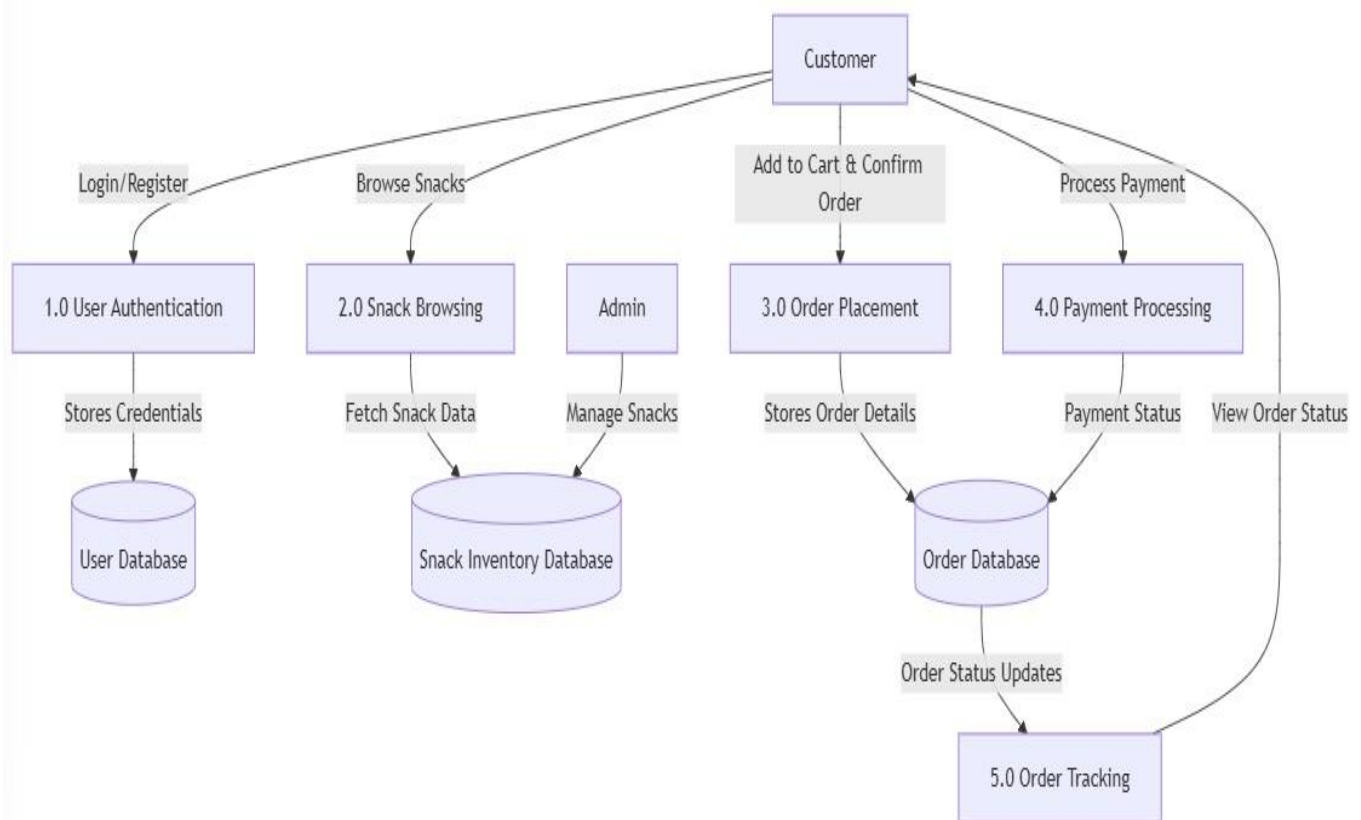 Customer
Login/Register
Browse Snacks
Add to Cart & Confirm
Order
Process Payment
1.0 User Authentication
2.0 Snack Browsing
Admin
3.0 Order Placement
4.0 Payment Processing
Stores Credentials
Fetch Snack Data
Manage Snacks
Stores Order Details
Payment Status
View Order Status
User Database
Snack Inventory Database
Order Database
Order Status Updates
5.0 Order Tracking